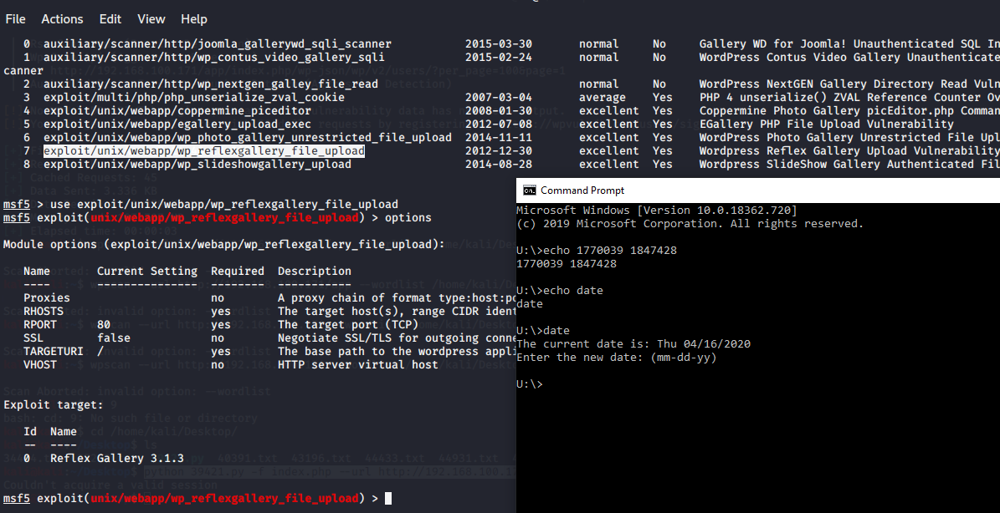 File Actions Edit View Help
0 auxiliary/scanner/http/joomla_gallerywd_sqli_scanner 2015-03-30 normal No Gallery WD for Joomla! Unauthenticated SQL In
1 auxiliary/scanner/http/wp_contus_video_gallery_sqli 2015-02-24 normal No WordPress Contus Video Gallery Unauthenticate
canner
2 auxiliary/scanner/http/wp_nextgen_galley_file_read normal No WordPress NextGEN Gallery Directory Read Vuln
3 exploit/multi/php/php_unserialize_zval_cookie 2007-03-04 average Yes PHP 4 unserialize() ZVAL Reference Counter Ov
4 exploit/unix/webapp/coppermine_piceditor 2008-01-30 excellent Yes Coppermine Photo Gallery picEditor.php Comman
5 exploit/unix/webapp/egallery_upload_exec 2012-07-08 excellent Yes EGallery PHP File Upload Vulnerability
6 exploit/unix/webapp/wp_photo_gallery_unrestricted_file_upload 2014-11-11 excellent Yes WordPress Photo Gallery Unrestricted File Upl
7 exploit/unix/webapp/wp_reflexgallery_file_upload 2012-12-30 excellent Yes WordPress Reflex Gallery Upload Vulnerability
8 exploit/unix/webapp/wp_slideshowgallery_upload 2014-08-28 excellent Yes WordPress SlideShow Gallery Authenticated Fil
msf5 > use exploit/unix/webapp/wp_reflexgallery_file_upload
msf5 exploit(unix/webapp/wp_reflexgallery_file_upload) > options
Module options (exploit/unix/webapp/wp_reflexgallery_file_upload):
Name Current Setting Required Description
---- --------------- -------- -----------
Proxies no A proxy chain of format type:host:po
RHOSTS yes The target host(s), range CIDR ident
RPORT 80 yes The target port (TCP)
SSL false no Negotiate SSL/TLS for outgoing conne
TARGETURI / yes The base path to the wordpress appli
VHOST no HTTP server virtual host
Exploit target:
Id Name
-- ----
0 Reflex Gallery 3.1.3
msf5 exploit(unix/webapp/wp_reflexgallery_file_upload) >
Command Prompt
Microsoft Windows [Version 10.0.18362.720]
(c) 2019 Microsoft Corporation. All rights reserved.
U:\>echo 1770039 1847428
1770039 1847428
U:\>echo date
date
U:\>date
The current date is: Thu 04/16/2020
Enter the new date: (mm-dd-yy)
U:\>